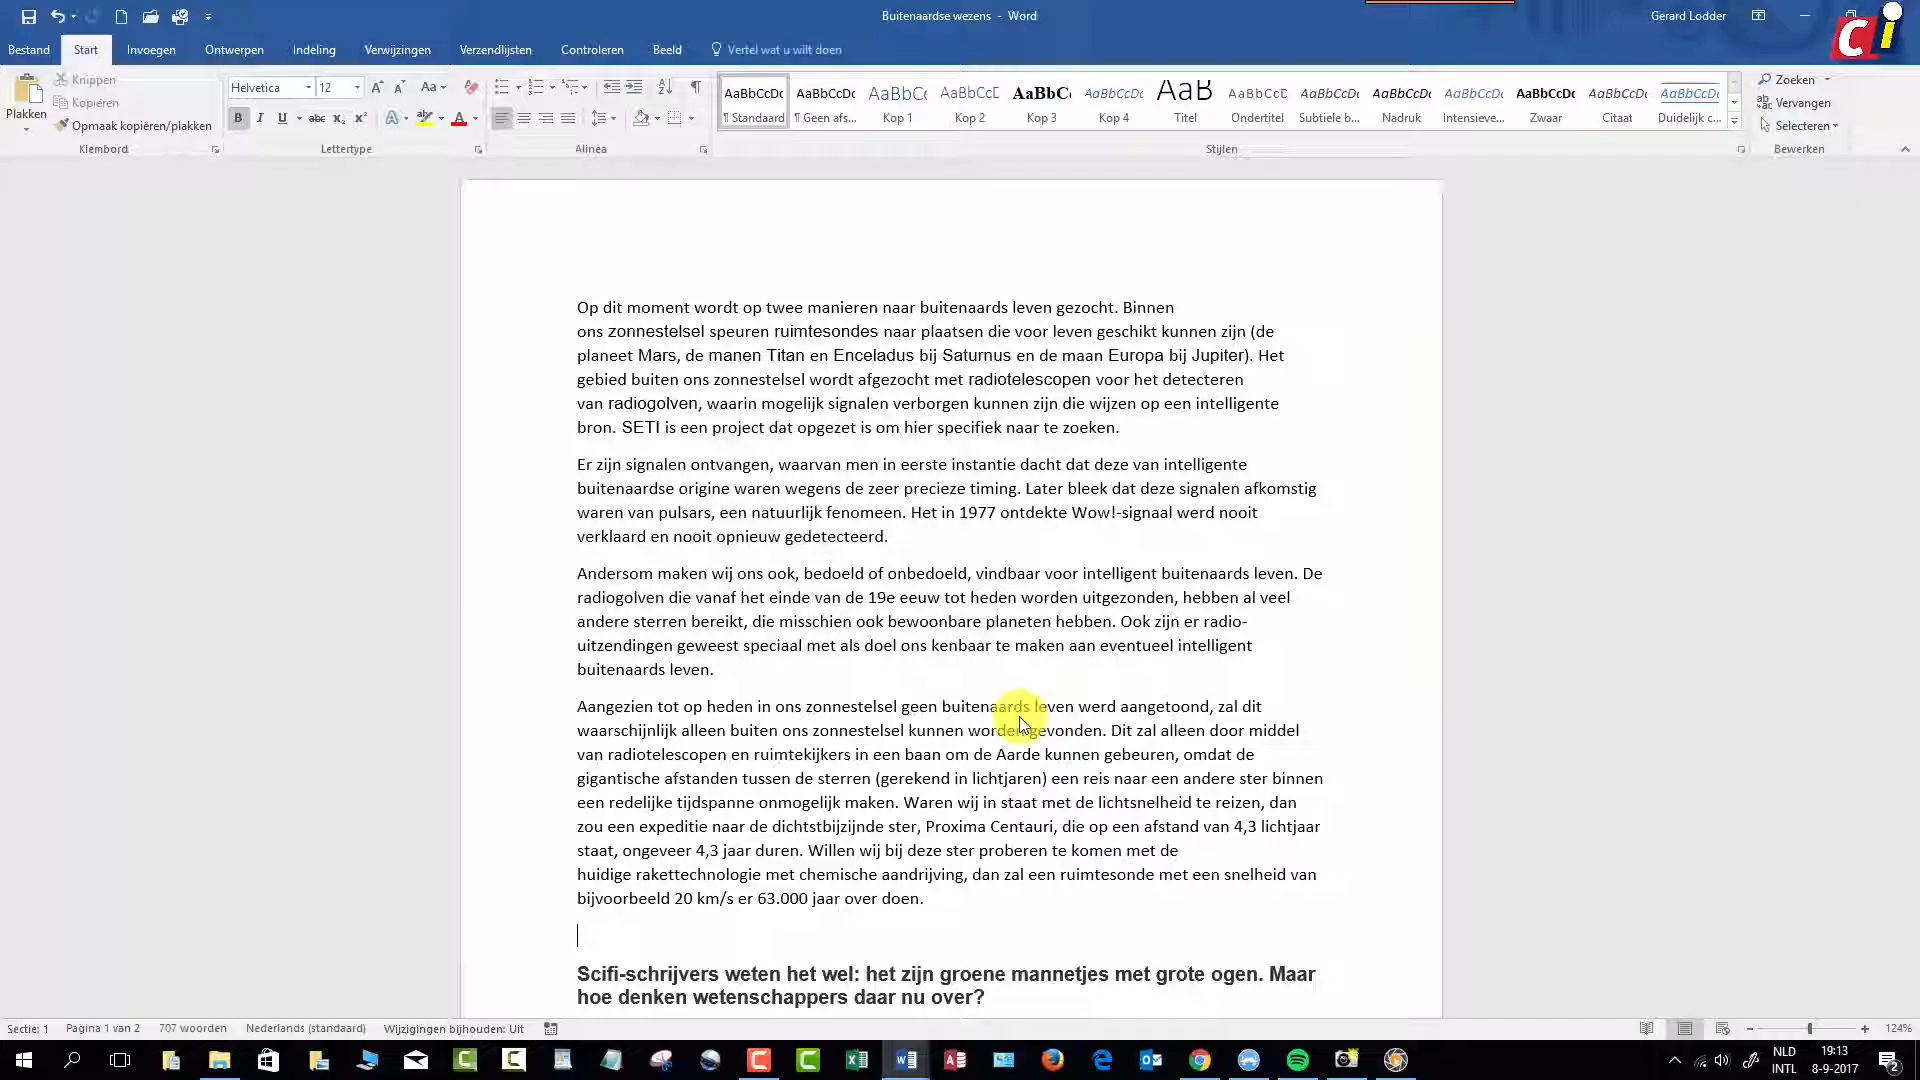 Buitenaardse wezens - Word
Gerard Lodder
Ci
Bestand Start Invoegen Ontwerpen Indeling Verwijzingen Verzendlijsten Controleren Beeld Vertel wat u wilt doen
Plakken
Knippen
Kopiëren
Opmaak kopiëren/plakken
Klembord
Helvetica 12 Aa
B I U abc x₂ x² A ab A
Lettertype
Alinea
AaBbCcDc AaBbCcDc AaBbC( AaBbCcD AaBbC( AaBbCcDc AaB AaBbCcD AaBbCcDc AaBbCcDc AaBbCcDc AaBbCcDc AaBbCcDc AaBbCcDc
¶ Standaard ¶ Geen afs... Kop 1 Kop 2 Kop 3 Kop 4 Titel Ondertitel Subtiele b... Nadruk Intensieve... Zwaar Citaat Duidelijk c...
Stijlen
Zoeken
Vervangen
Selecteren
Bewerken
Op dit moment wordt op twee manieren naar buitenaards leven gezocht. Binnen
ons zonnestelsel speuren ruimtesondes naar plaatsen die voor leven geschikt kunnen zijn (de
planeet Mars, de manen Titan en Enceladus bij Saturnus en de maan Europa bij Jupiter). Het
gebied buiten ons zonnestelsel wordt afgezocht met radiotelescopen voor het detecteren
van radiogolven, waarin mogelijk signalen verborgen kunnen zijn die wijzen op een intelligente
bron. SETI is een project dat opgezet is om hier specifiek naar te zoeken.
Er zijn signalen ontvangen, waarvan men in eerste instantie dacht dat deze van intelligente
buitenaardse origine waren wegens de zeer precieze timing. Later bleek dat deze signalen afkomstig
waren van pulsars, een natuurlijk fenomeen. Het in 1977 ontdekte Wow!-signaal werd nooit
verklaard en nooit opnieuw gedetecteerd.
Andersom maken wij ons ook, bedoeld of onbedoeld, vindbaar voor intelligent buitenaards leven. De
radiogolven die vanaf het einde van de 19e eeuw tot heden worden uitgezonden, hebben al veel
andere sterren bereikt, die misschien ook bewoonbare planeten hebben. Ook zijn er radio-
uitzendingen geweest speciaal met als doel ons kenbaar te maken aan eventueel intelligent
buitenaards leven.
Aangezien tot op heden in ons zonnestelsel geen buitenaards leven werd aangetoond, zal dit
waarschijnlijk alleen buiten ons zonnestelsel kunnen worden gevonden. Dit zal alleen door middel
van radiotelescopen en ruimtekijkers in een baan om de Aarde kunnen gebeuren, omdat de
gigantische afstanden tussen de sterren (gerekend in lichtjaren) een reis naar een andere ster binnen
een redelijke tijdspanne onmogelijk maken. Waren wij in staat met de lichtsnelheid te reizen, dan
zou een expeditie naar de dichtstbijzijnde ster, Proxima Centauri, die op een afstand van 4,3 lichtjaar
staat, ongeveer 4,3 jaar duren. Willen wij bij deze ster proberen te komen met de
huidige rakettechnologie met chemische aandrijving, dan zal een ruimtesonde met een snelheid van
bijvoorbeeld 20 km/s er 63.000 jaar over doen.
Scifi-schrijvers weten het wel: het zijn groene mannetjes met grote ogen. Maar
hoe denken wetenschappers daar nu over?
Sectie: 1 Pagina 1 van 2 707 woorden Nederlands (standaard) Wijzigingen bijhouden: Uit 124%
NLD
INTL
19:13
8-9-2017
2